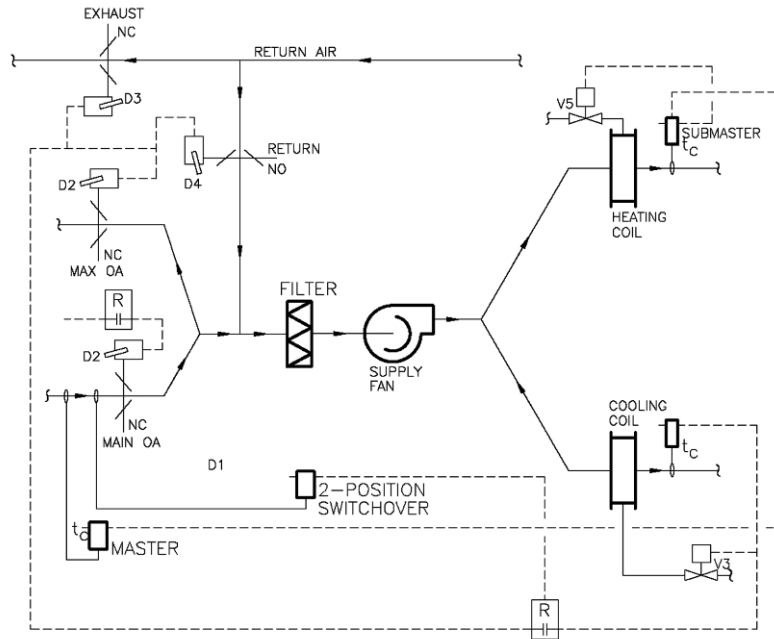 EXHAUST
NC
RETURN AIR
D3
V5
SUBMASTER
tc
RETURN
NO
D4
D2
HEATING
COIL
NC
MAX OA
FILTER
R
D2
SUPPLY
FAN
COOLING
COIL
NC
MAIN OA
tc
D1
2-POSITION
SWITCHOVER
tc
MASTER
V3
R